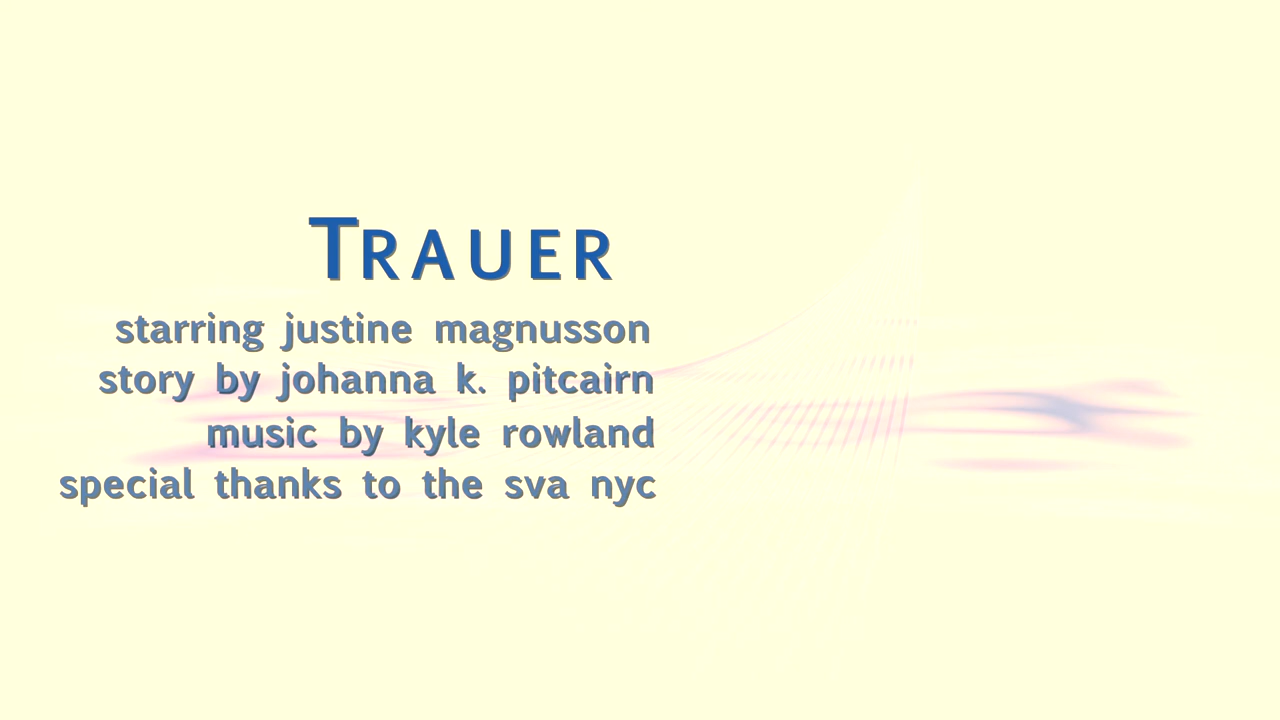 TRAUER
starring justine magnusson
story by johanna k. pitcairn
music by kyle rowland
special thanks to the sva nyc